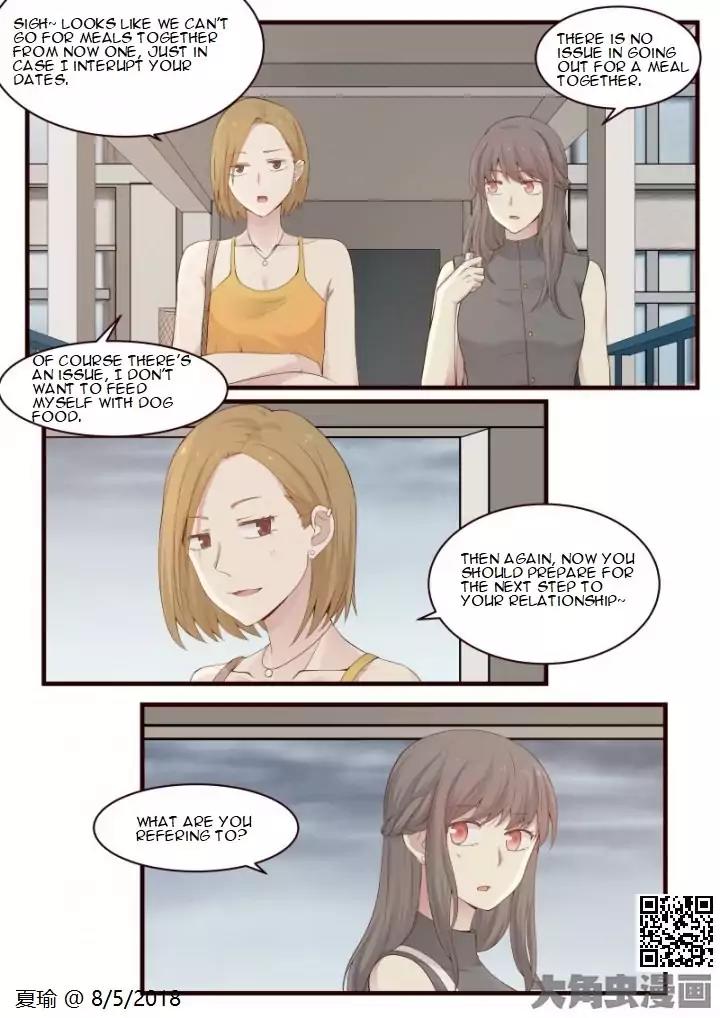 SIGH~ LOOKS LIKE WE CAN'T
GO FOR MEALS TOGETHER
FROM NOW ONE, JUST IN
CASE I INTERUPT YOUR
DATES.
THERE IS NO
ISSUE IN GOING
OUT FOR A MEAL
TOGETHER.
OF COURSE THERE'S
AN ISSUE, I DON'T
WANT TO FEED
MYSELF WITH DOG
FOOD.
THEN AGAIN, NOW YOU
SHOULD PREPARE FOR
THE NEXT STEP TO
YOUR RELATIONSHIP~
WHAT ARE YOU
REFERING TO?
夏瑜 @ 8/5/2018
大角虫漫画